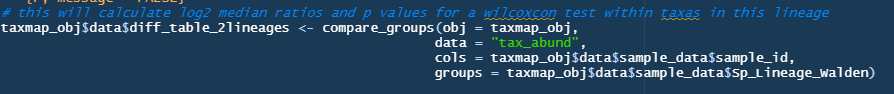 # this will calculate log2 median ratios and p values for a wilcoxcon test within taxas in this lineage
taxmap_obj$data$diff_table_2lineages <- compare_groups(obj = taxmap_obj,
data = "tax_abund",
cols = taxmap_obj$data$sample_data$sample_id,
groups = taxmap_obj$data$sample_data$Sp_Lineage_Walden)